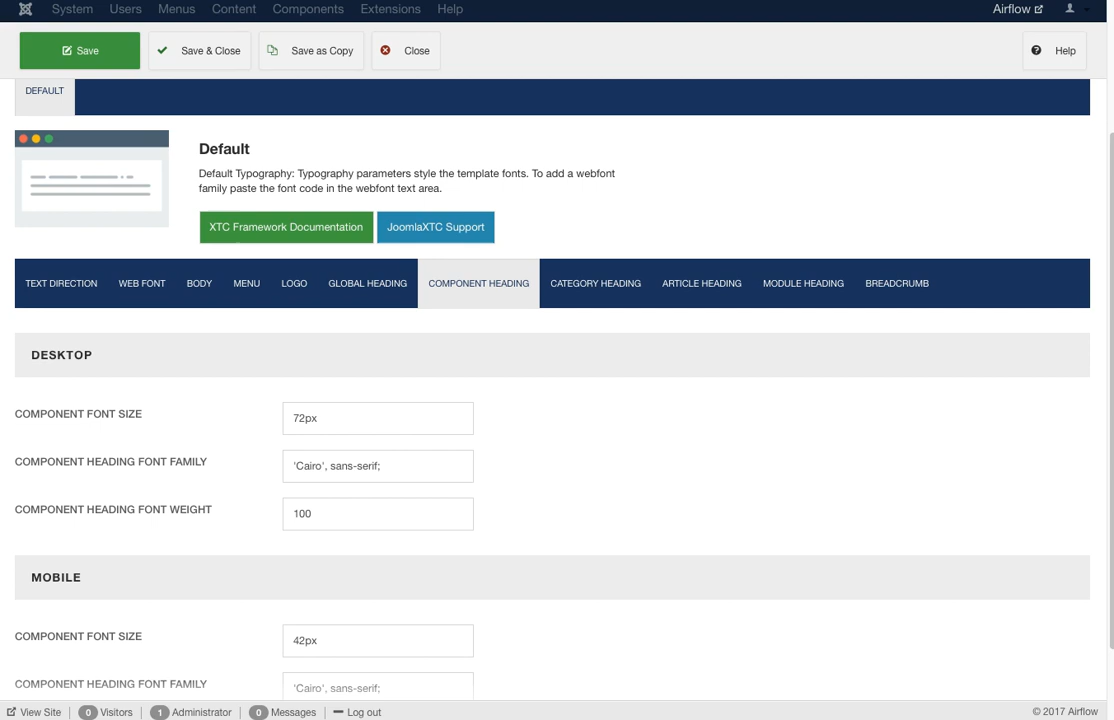 System Users Menus Content Components Extensions Help Airflow
Save Save & Close Save as Copy Close Help
DEFAULT
Default
Default Typography: Typography parameters style the template fonts. To add a webfont
family paste the font code in the webfont text area.
XTC Framework Documentation JoomlaXTC Support
TEXT DIRECTION WEB FONT BODY MENU LOGO GLOBAL HEADING COMPONENT HEADING CATEGORY HEADING ARTICLE HEADING MODULE HEADING BREADCRUMB
DESKTOP
COMPONENT FONT SIZE 72px
COMPONENT HEADING FONT FAMILY 'Cairo', sans-serif;
COMPONENT HEADING FONT WEIGHT 100
MOBILE
COMPONENT FONT SIZE 42px
COMPONENT HEADING FONT FAMILY 'Cairo', sans-serif;
View Site 0 Visitors 1 Administrator 0 Messages Log out © 2017 Airflow